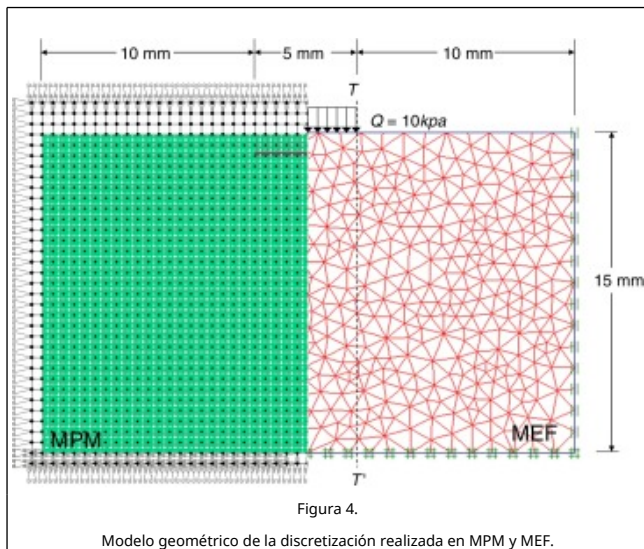 10 mm 5 mm 10 mm
T
Q = 10kpa
15 mm
MPM MEF
T'
Figura 4.
Modelo geométrico de la discretización realizada en MPM y MEF.